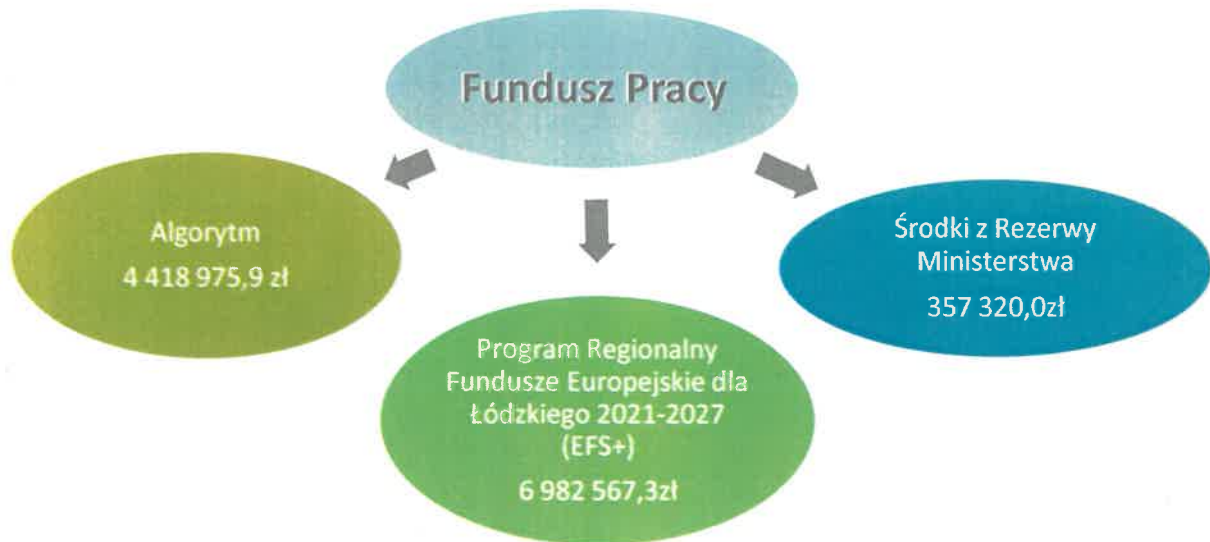 Fundusz Pracy
Algorytm
4 418 975,9 zł
Środki z Rezerwy
Ministerstwa
357 320,0zł
Program Regionalny
Fundusze Europejskie dla
Łódzkiego 2021-2027
(EFS+)
6 982 567,3zł